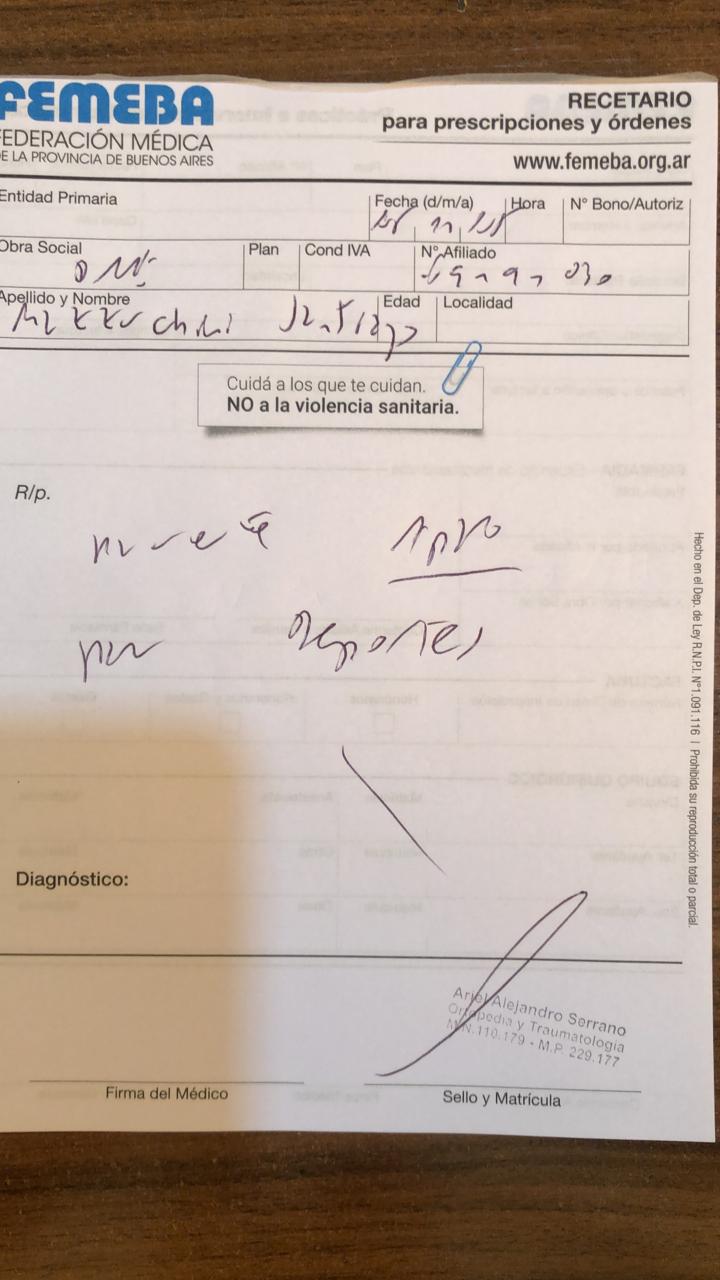 FEMEBA
FEDERACIÓN MÉDICA
DE LA PROVINCIA DE BUENOS AIRES
RECETARIO
para prescripciones y órdenes
www.femeba.org.ar
Entidad Primaria
Fecha (d/m/a)
Hora
N° Bono/Autoriz
Obra Social
Plan
Cond IVA
N° Afiliado
Apellido y Nombre
Edad
Localidad
Santiago
Cuidá a los que te cuidan.
NO a la violencia sanitaria.
R/p.
Apto
deportes
Diagnóstico:
Ariel Alejandro Serrano
Ortopedia y Traumatología
M.N.110.179 - M.P. 229.177
Firma del Médico
Sello y Matrícula
Hecho en el Dep. de Ley R.N.P.I. N°1.091.116 | Prohibida su reproducción total o parcial.